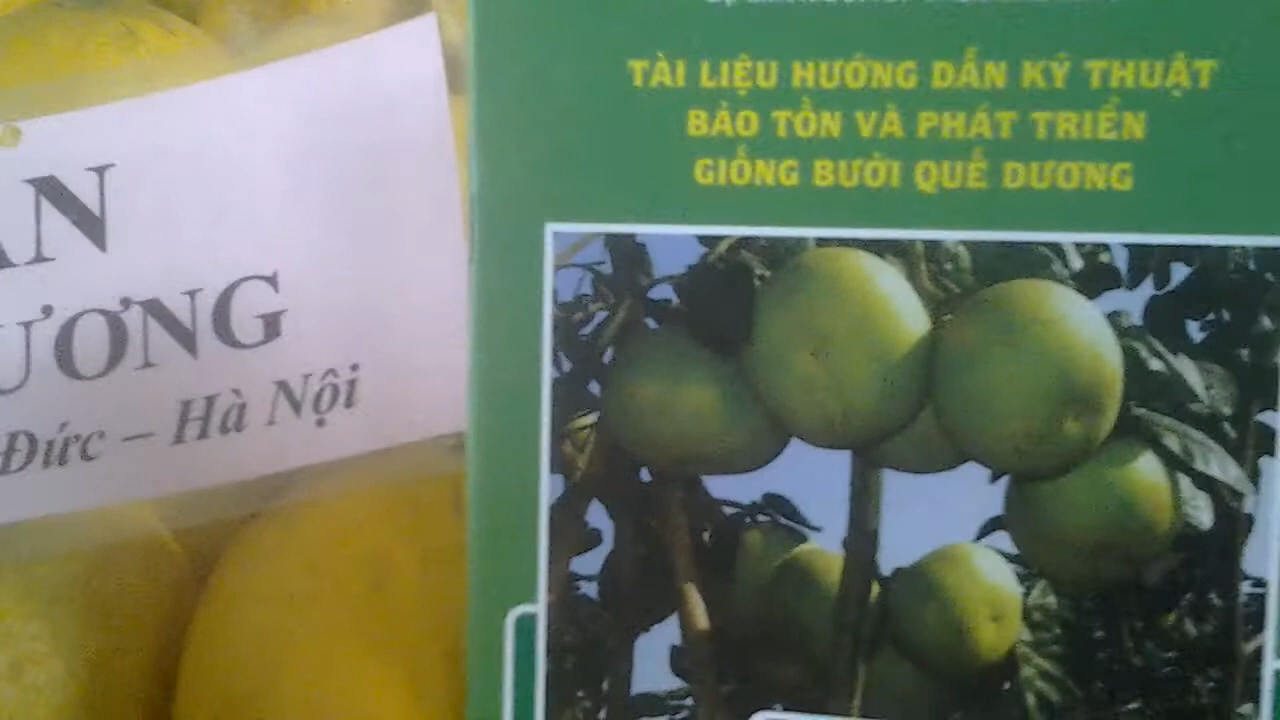 ƯƠNG
Đức – Hà Nội
TÀI LIỆU HƯỚNG DẪN KỸ THUẬT
BẢO TỒN VÀ PHÁT TRIỂN
GIỐNG BƯỞI QUẾ DƯƠNG